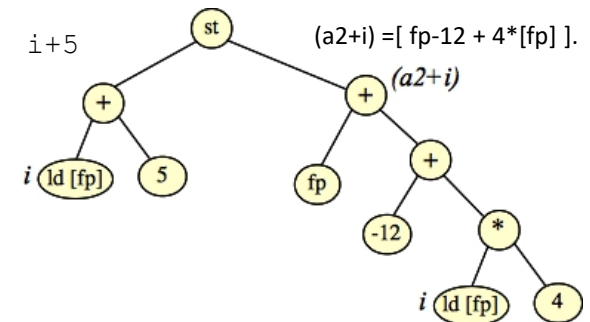 st
(a2+i) =[ fp-12 + 4*[fp] ].
i+5
(a2+i)
+
+
i ld [fp]
5
fp
+
-12
*
i ld [fp]
4